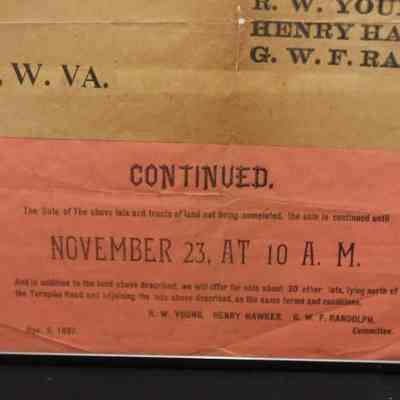 R. W. YOU
HENRY HA
G. W. F. RA
. W. VA.
CONTINUED.
The Sale of The above lots and tracts of land not being completed, the sale is continued until
NOVEMBER 23, AT 10 A. M.
And in addition to the land above described, we will offer for sale about 30 other lots, lying north of
the Turnpike Road and adjoining the lots above described, on the same terms and conditions.
R. W. YOUNG, HENRY HAWKER, G. W. F. RANDOLPH,
5, 1897. Committee.